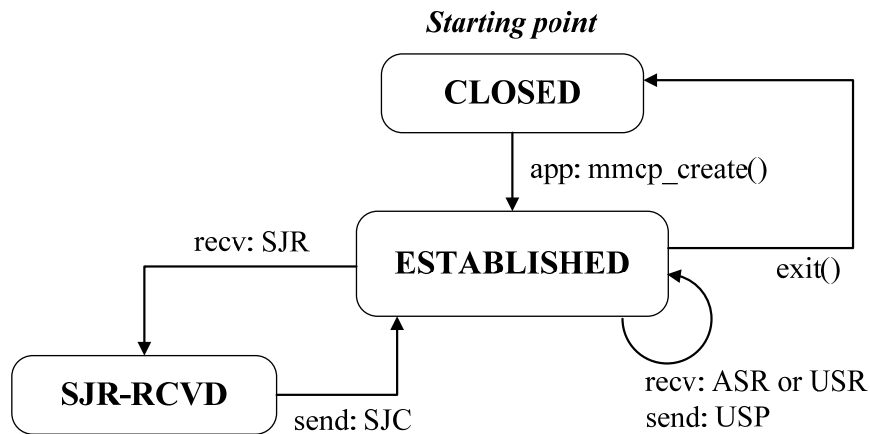 Starting point
CLOSED
app: mmcp_create()
recv: SJR
ESTABLISHED
exit()
SJR-RCVD
send: SJC
recv: ASR or USR
send: USP